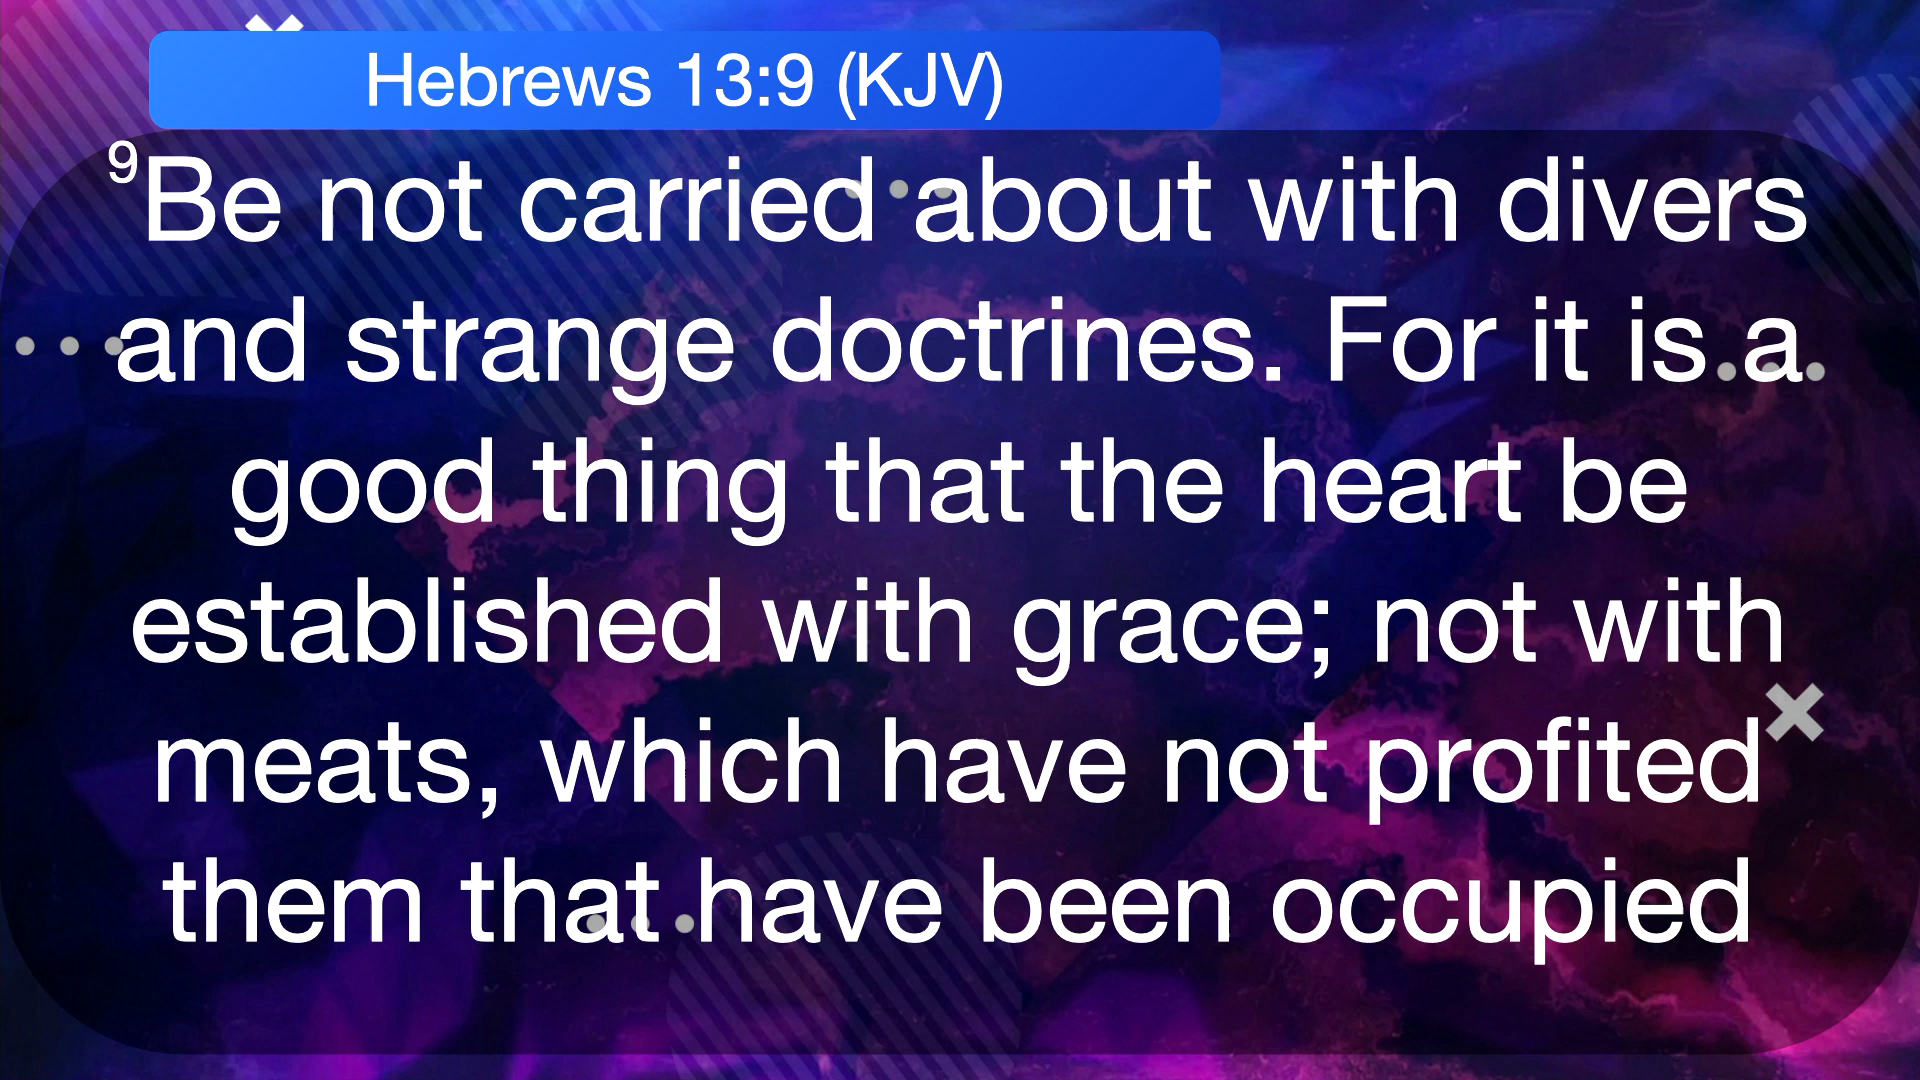 Hebrews 13:9 (KJV)
9Be not carried about with divers
and strange doctrines. For it is a
good thing that the heart be
established with grace; not with
meats, which have not profited
them that have been occupied